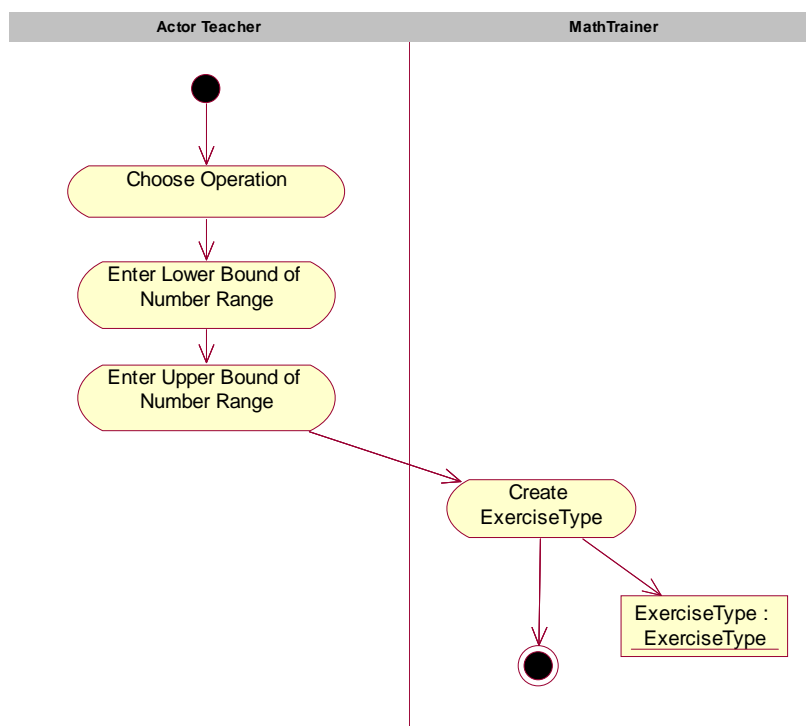 Actor Teacher
MathTrainer
Choose Operation
Enter Lower Bound of
Number Range
Enter Upper Bound of
Number Range
Create
ExerciseType
ExerciseType :
ExerciseType